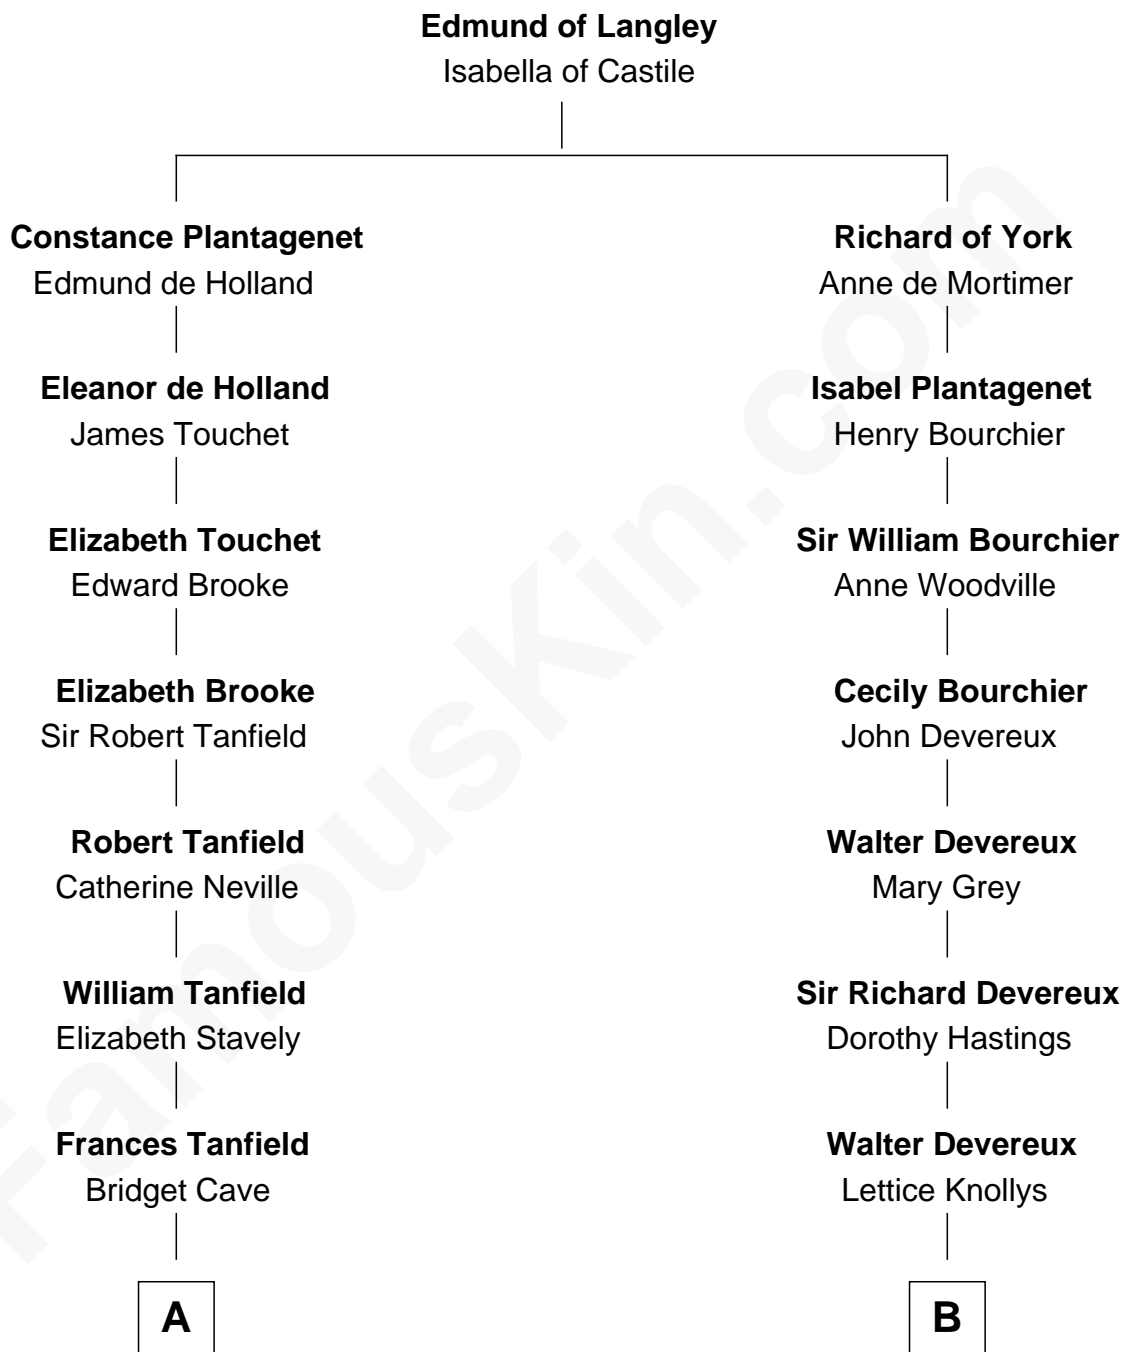 Edmund of Langley
Isabella of Castile
Constance Plantagenet
Edmund de Holland
Richard of York
Anne de Mortimer
Eleanor de Holland
James Touchet
Isabel Plantagenet
Henry Bourchier
Elizabeth Touchet
Edward Brooke
Sir William Bourchier
Anne Woodville
Elizabeth Brooke
Sir Robert Tanfield
Cecily Bourchier
John Devereux
Robert Tanfield
Catherine Neville
Walter Devereux
Mary Grey
William Tanfield
Elizabeth Stavely
Sir Richard Devereux
Dorothy Hastings
Frances Tanfield
Bridget Cave
Walter Devereux
Lettice Knollys
A
B
FamousKin.com